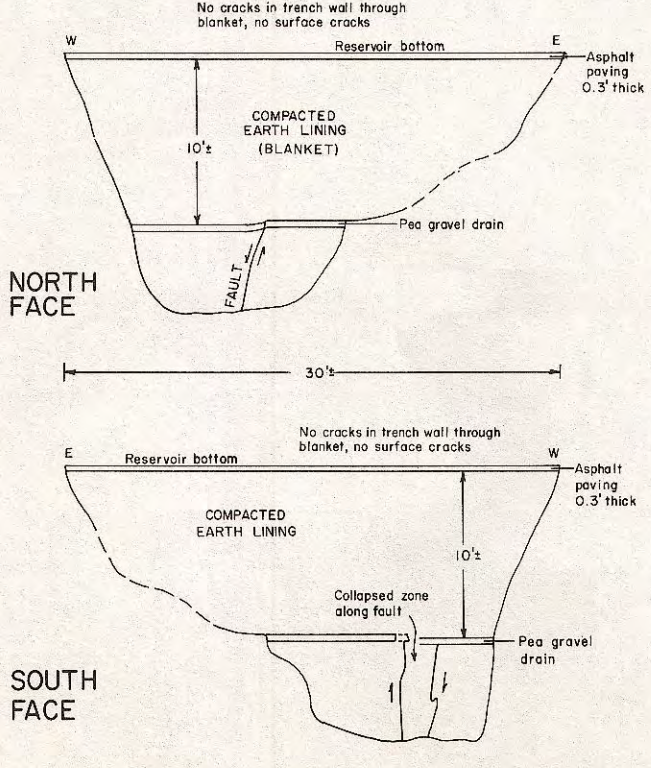 No cracks in trench wall through
blanket, no surface cracks
W
E
Reservoir bottom
Asphalt
paving
0.3' thick
COMPACTED
EARTH LINING
(BLANKET)
10'±
Pea gravel drain
FAULT
NORTH
FACE
30'±
No cracks in trench wall through
blanket, no surface cracks
E
W
Reservoir bottom
Asphalt
paving
0.3' thick
COMPACTED
EARTH LINING
10'±
Collapsed zone
along fault
Pea gravel
drain
SOUTH
FACE